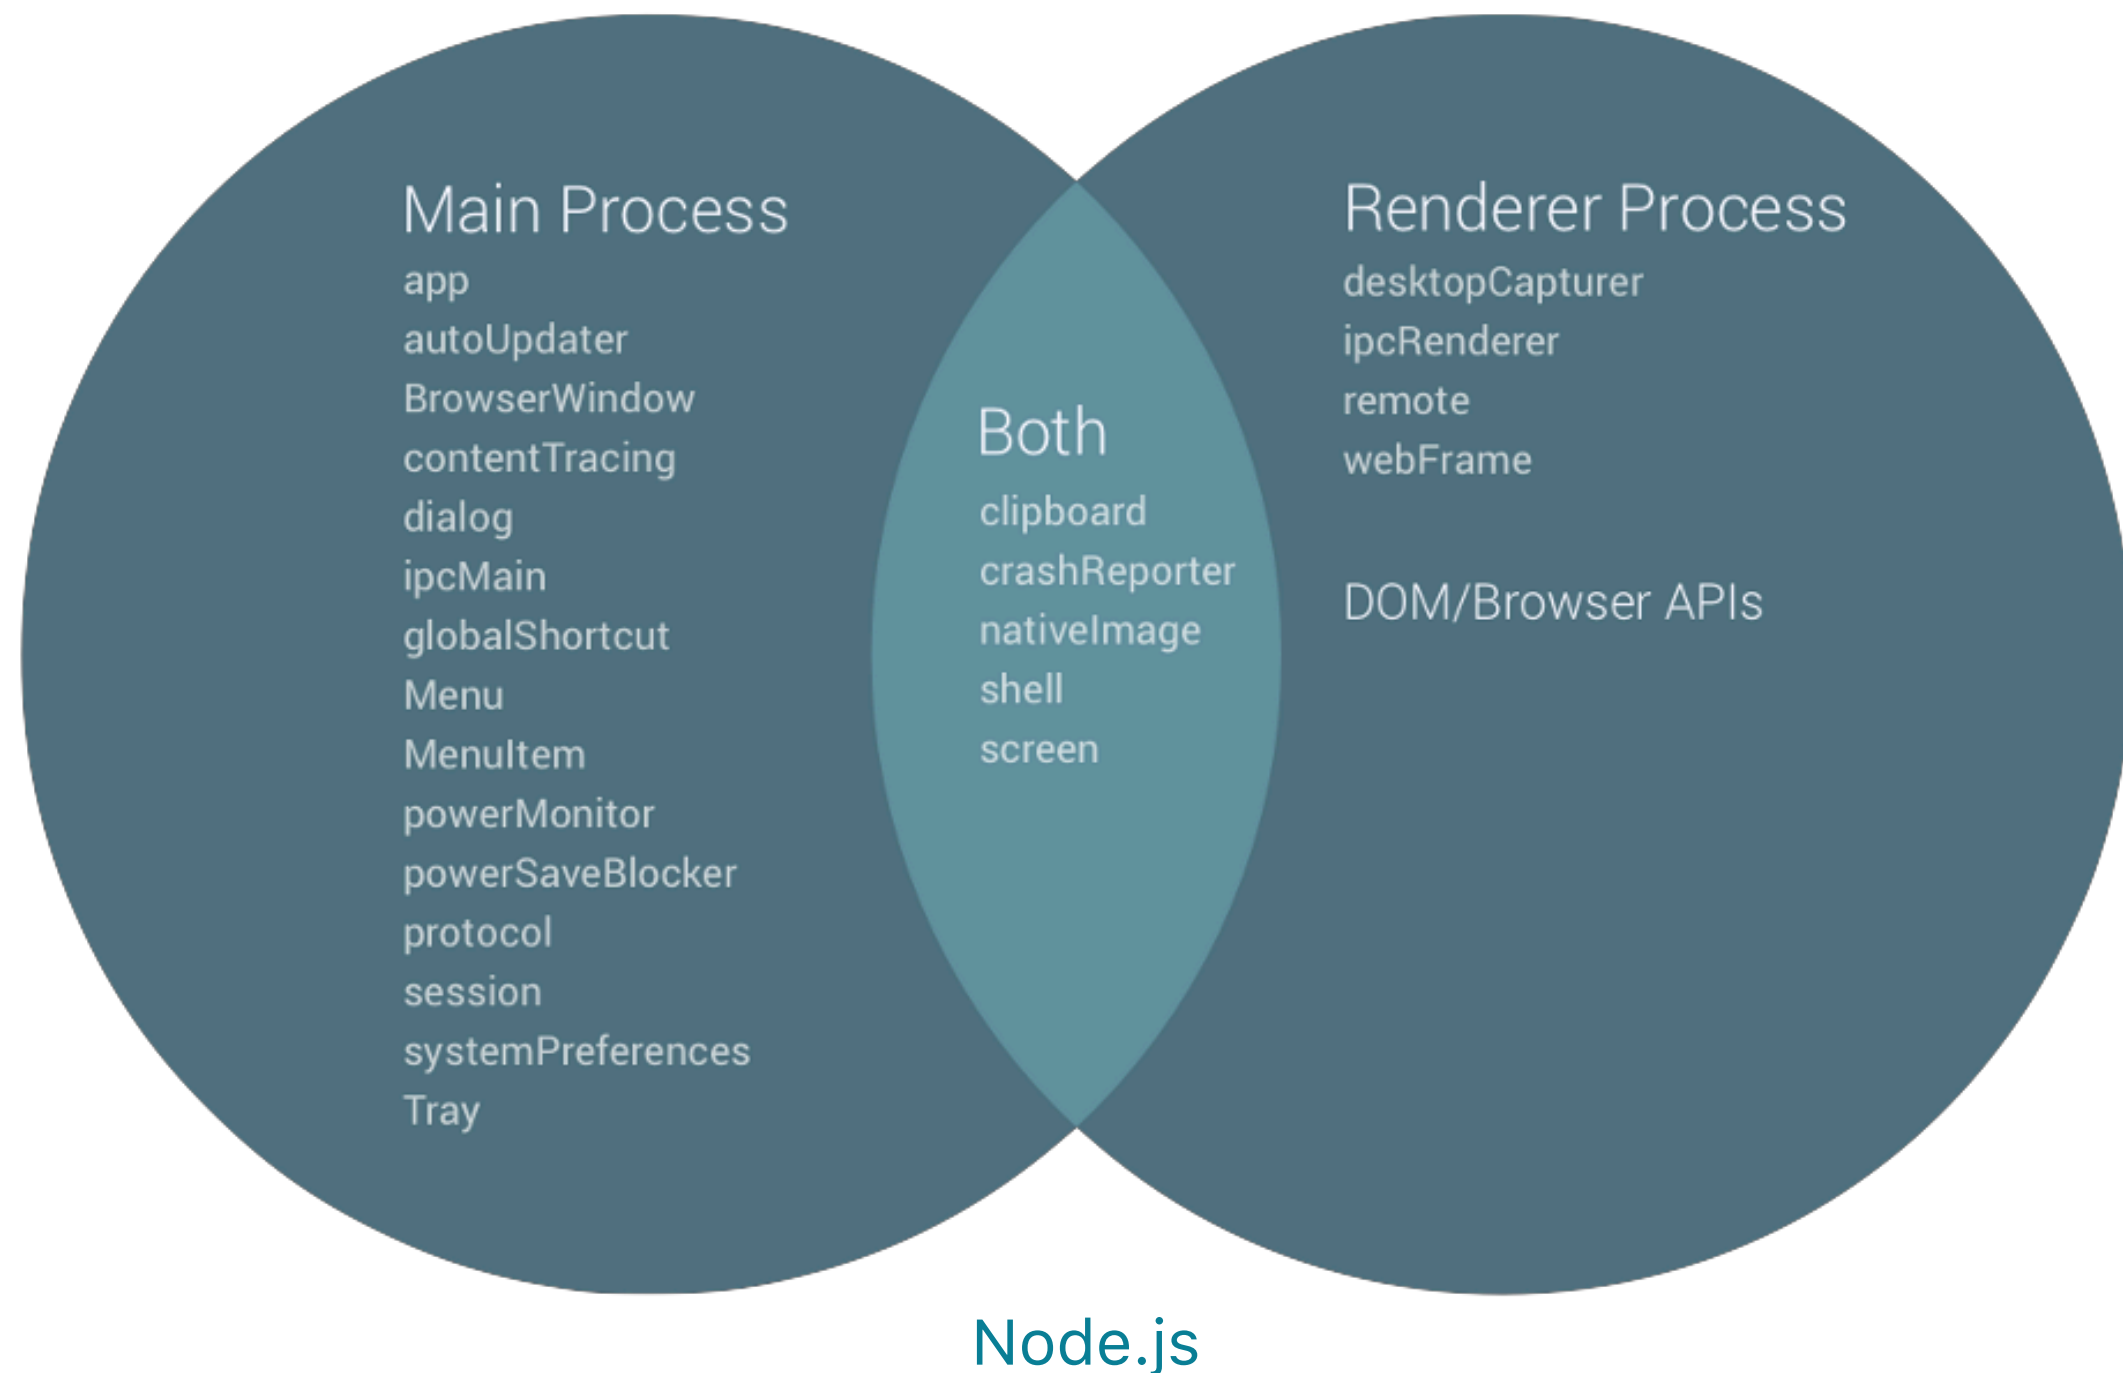 Main Process
app
autoUpdater
BrowserWindow
contentTracing
dialog
ipcMain
globalShortcut
Menu
MenuItem
powerMonitor
powerSaveBlocker
protocol
session
systemPreferences
Tray
Both
clipboard
crashReporter
nativeImage
shell
screen
Renderer Process
desktopCapturer
ipcRenderer
remote
webFrame
DOM/Browser APIs
Node.js